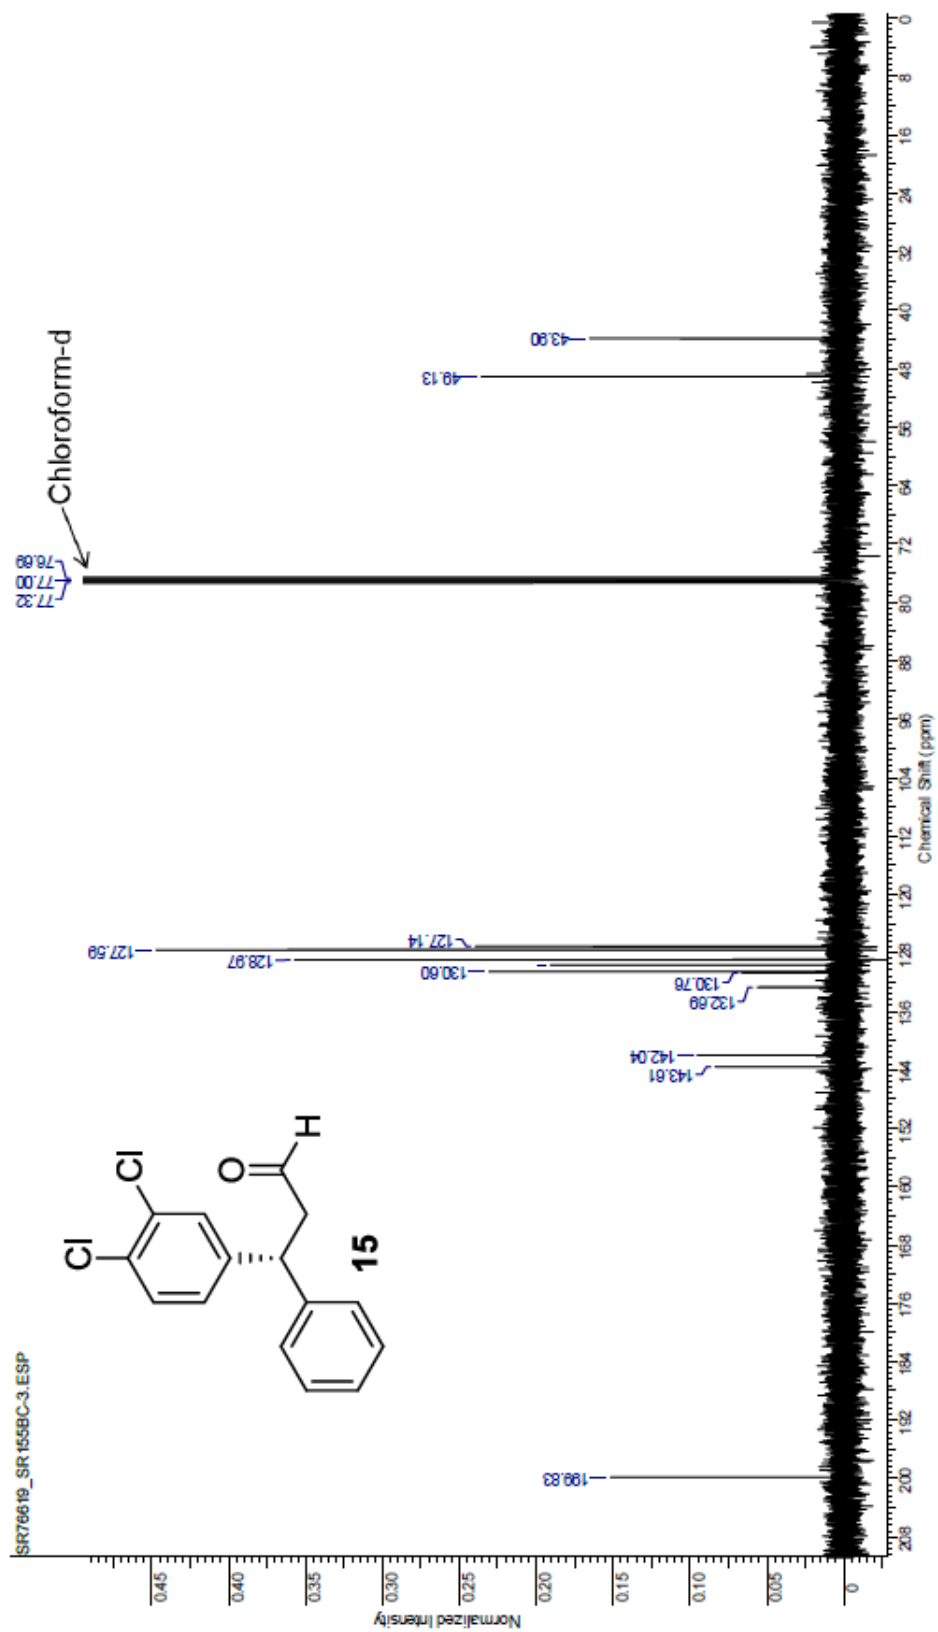 SR76619_SR155BC-3.ESP
Chloroform-d
Cl
Cl
O
H
15
199.83
143.61
142.04
132.69
130.76
130.60
128.97
127.59
127.14
77.32
77.00
76.69
49.13
43.90
Normalized Intensity
0.45
0.40
0.35
0.30
0.25
0.20
0.15
0.10
0.05
0
208 200 192 184 176 168 160 152 144 136 128 120 112 104 96 88 80 72 64 56 48 40 32 24 16 8 0
Chemical Shift (ppm)